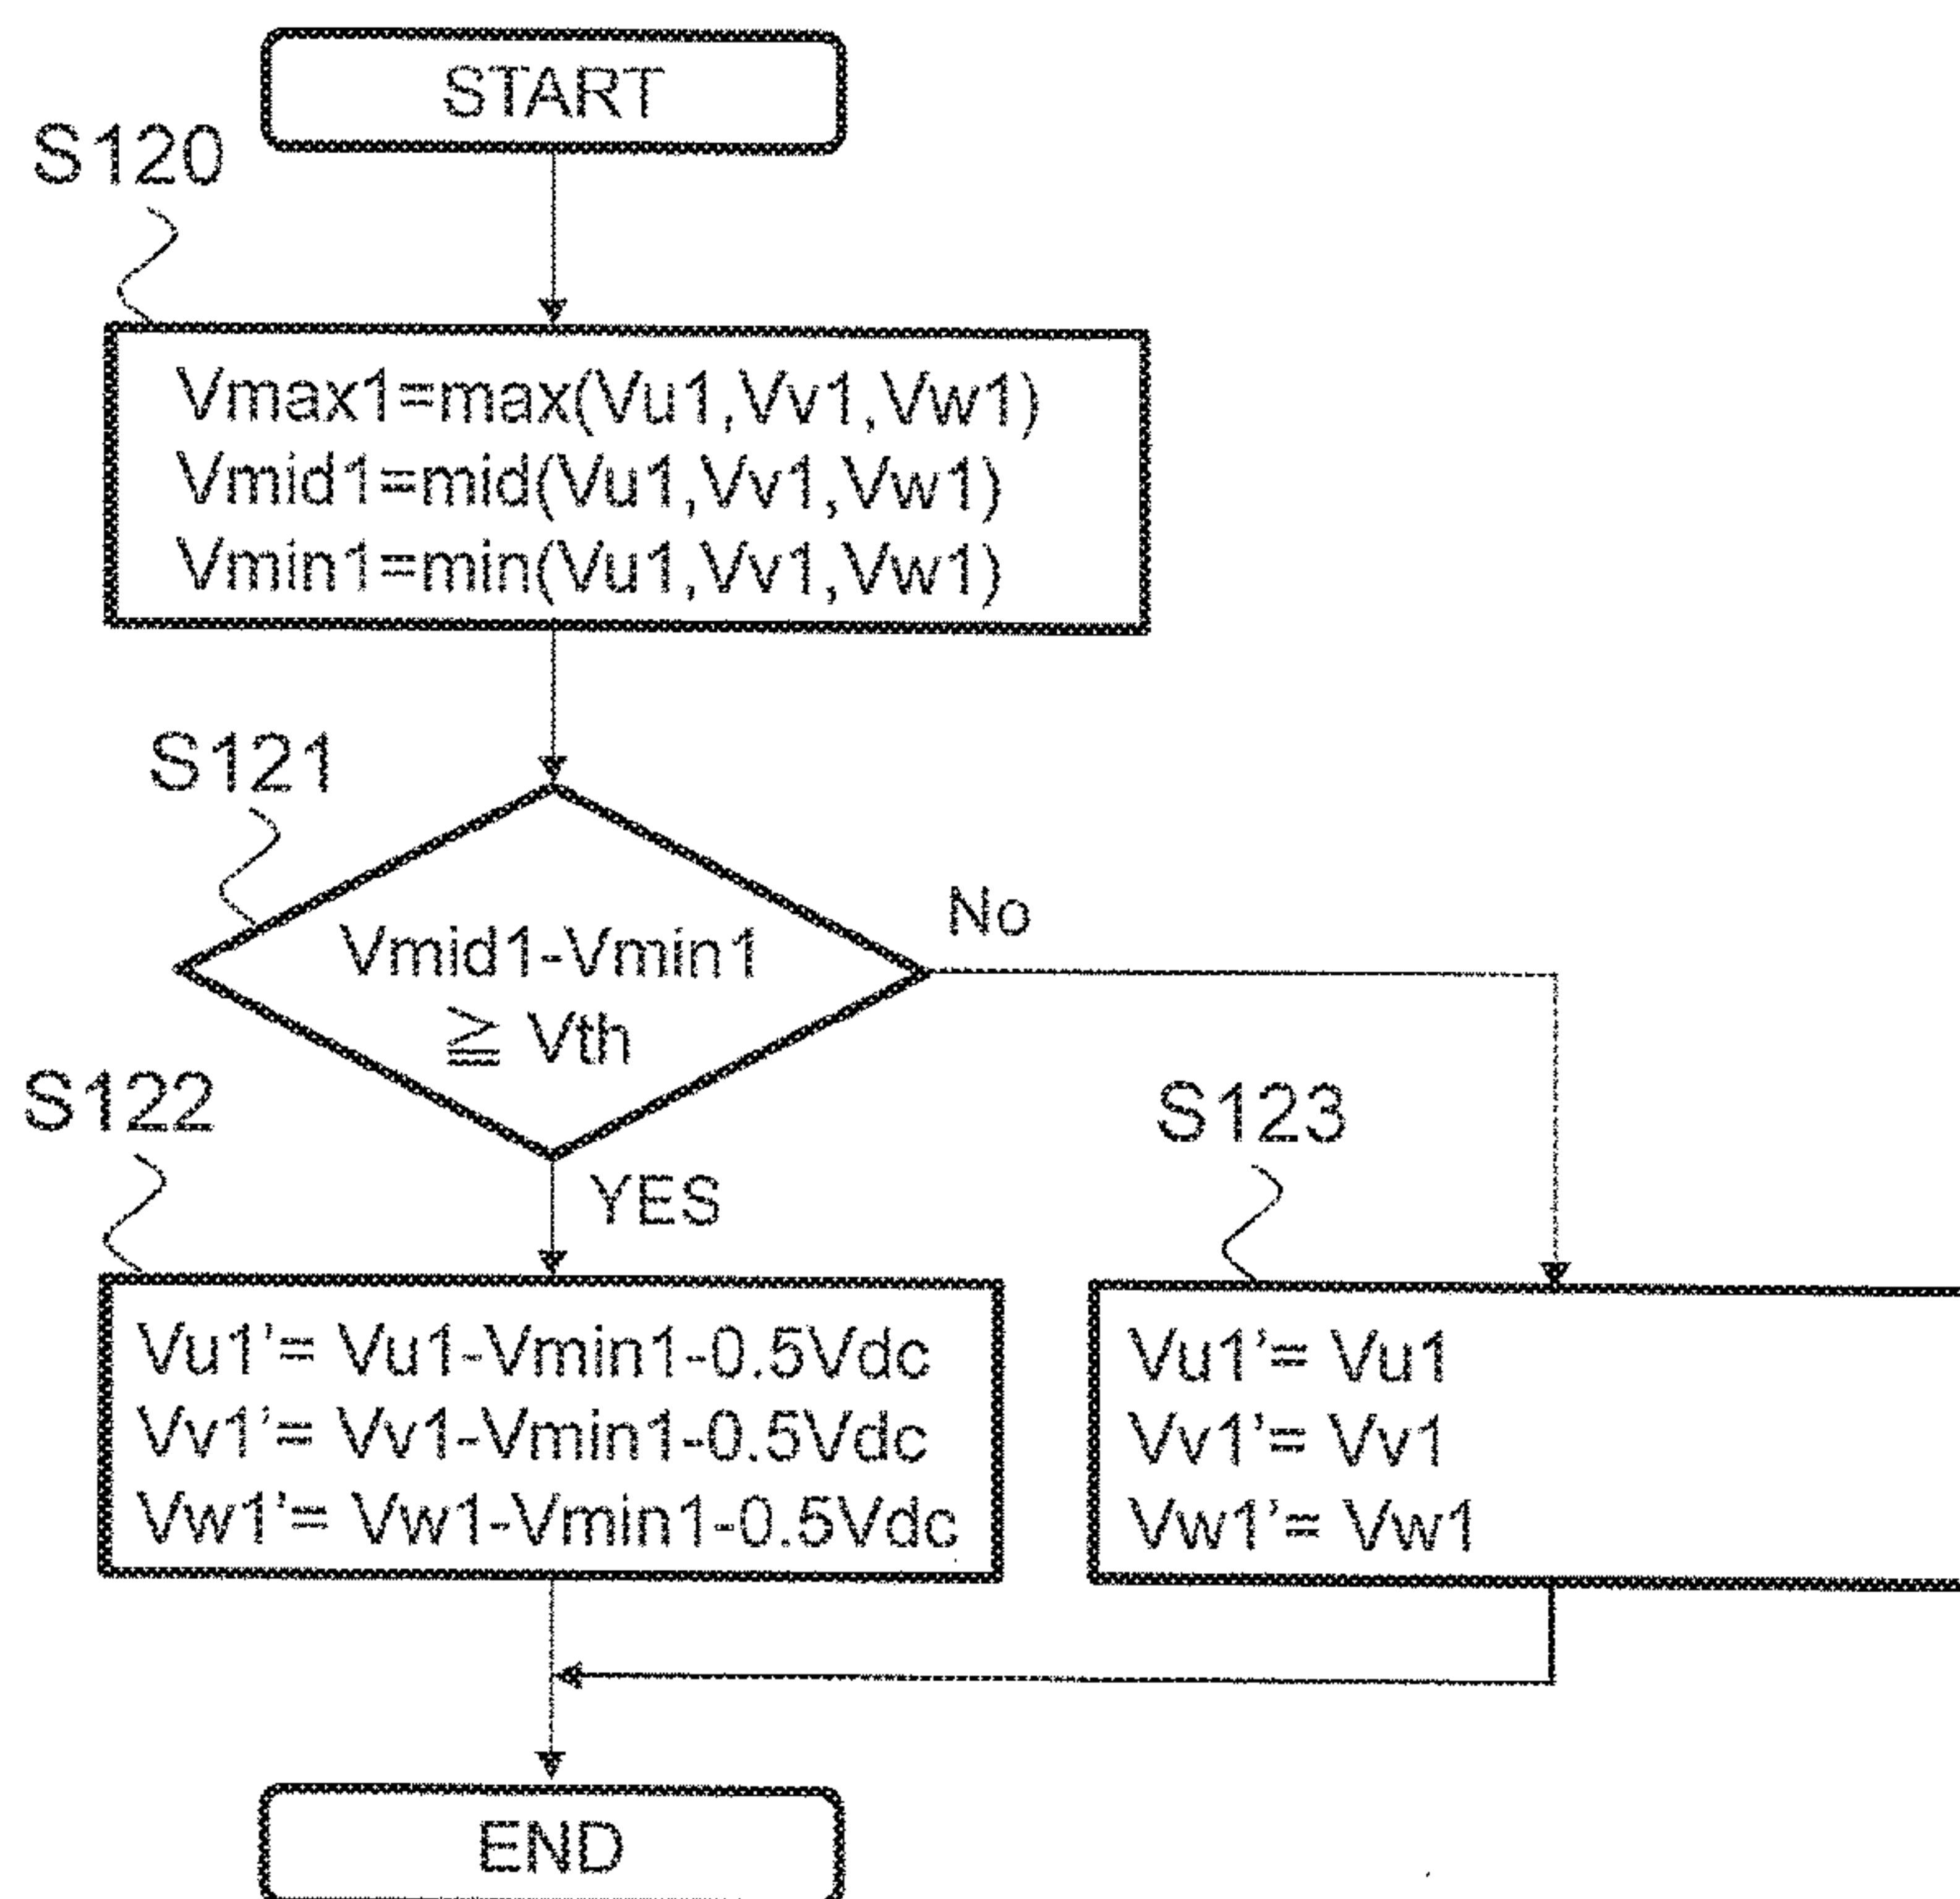 START
S120
Vmax1=max(Vu1,Vv1,Vw1)
Vmid1=mid(Vu1,Vv1,Vw1)
Vmin1=min(Vu1,Vv1,Vw1)
S121
Vmid1-Vmin1
≧ Vth
No
YES
S122
Vu1'= Vu1-Vmin1-0.5Vdc
Vv1'= Vv1-Vmin1-0.5Vdc
Vw1'= Vw1-Vmin1-0.5Vdc
S123
Vu1'= Vu1
Vv1'= Vv1
Vw1'= Vw1
END